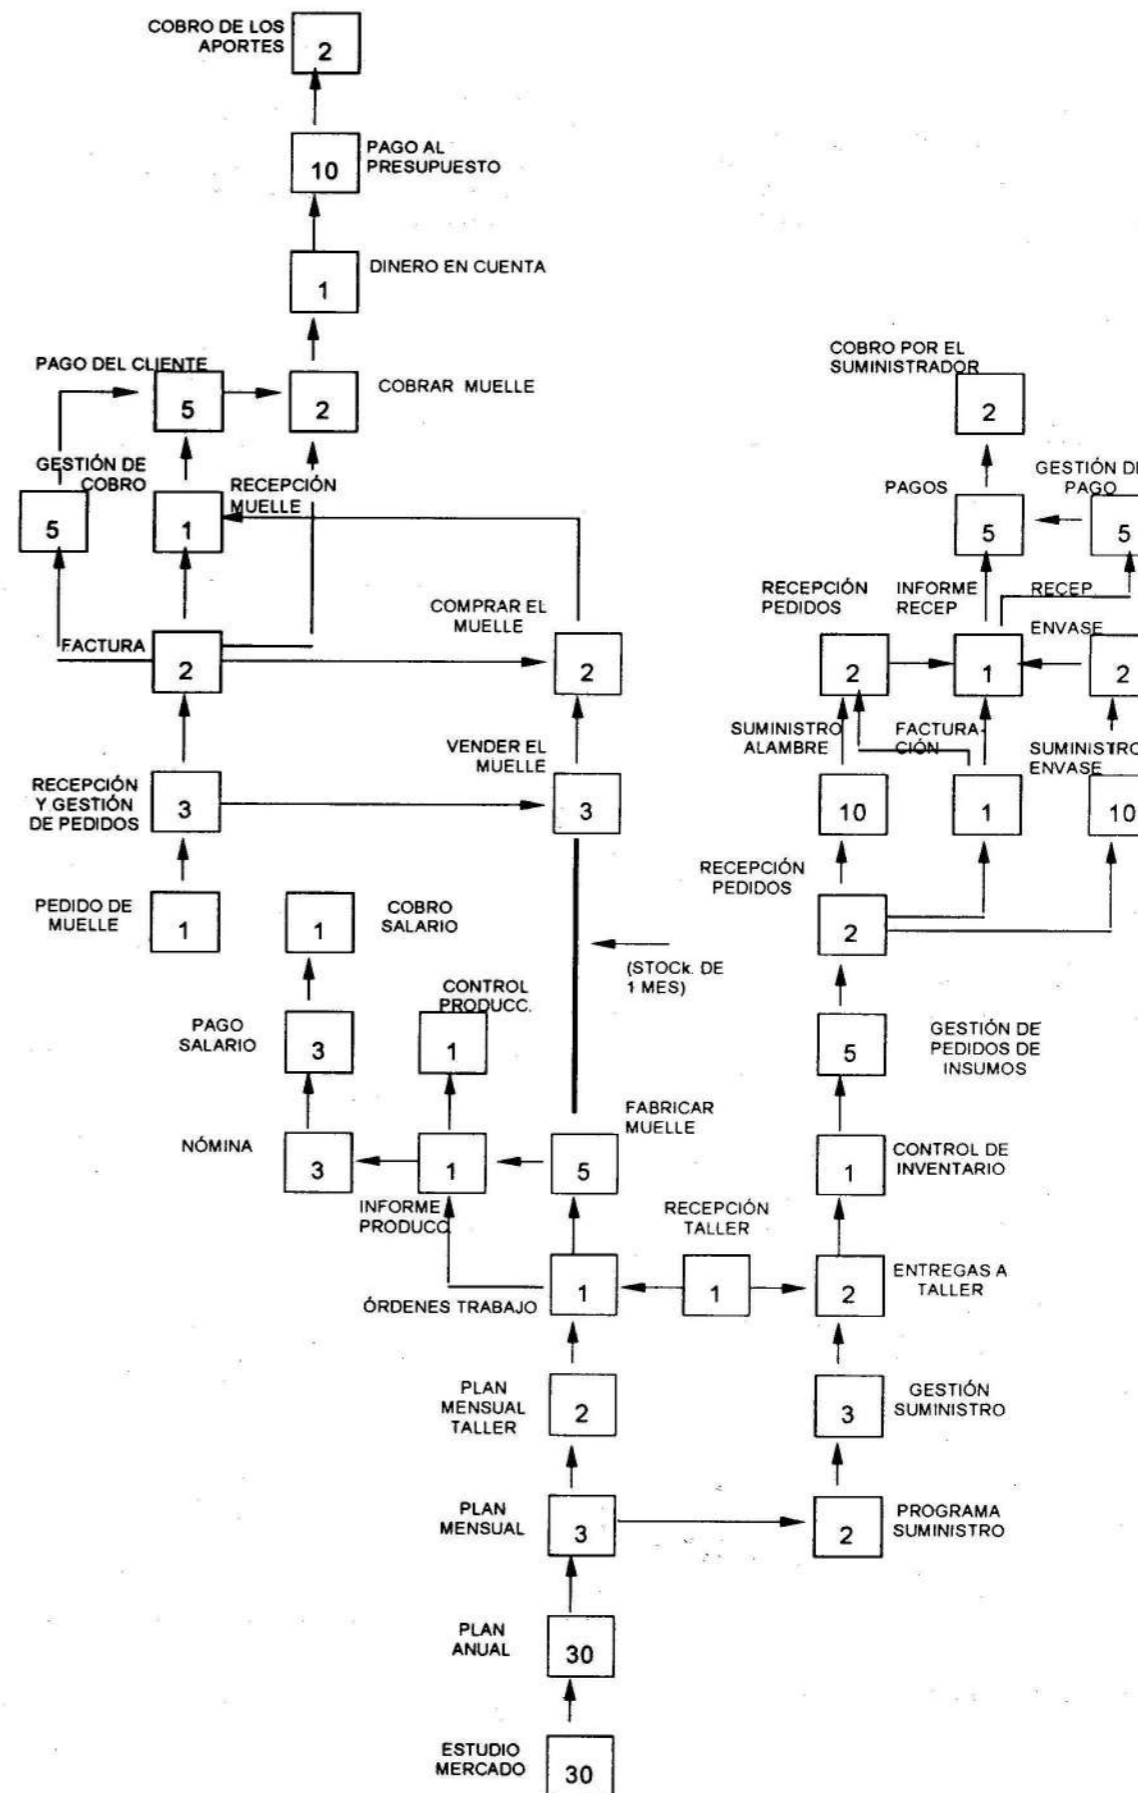 COBRO DE LOS
APORTES
2
10
PAGO AL
PRESUPUESTO
1
DINERO EN CUENTA
PAGO DEL CLIENTE
5
2
COBRAR MUELLE
COBRO POR EL
SUMINISTRADOR
2
GESTIÓN DE
COBRO
5
1
RECEPCIÓN
MUELLE
PAGOS
5
GESTIÓN DE
PAGO
5
FACTURA
2
COMPRAR EL
MUELLE
2
RECEPCIÓN
PEDIDOS
2
INFORME
RECEP
1
RECEP
ENVASE
2
RECEPCIÓN
Y GESTIÓN
DE PEDIDOS
3
VENDER EL
MUELLE
3
SUMINISTRO
ALAMBRE
10
FACTURA-
CIÓN
1
SUMINISTRO
ENVASE
10
PEDIDO DE
MUELLE
1
1
COBRO
SALARIO
(STOCK. DE
1 MES)
RECEPCIÓN
PEDIDOS
2
PAGO
SALARIO
3
CONTROL
PRODUCC.
1
5
GESTIÓN DE
PEDIDOS DE
INSUMOS
NÓMINA
3
1
INFORME
PRODUCC.
5
FABRICAR
MUELLE
1
CONTROL DE
INVENTARIO
ÓRDENES TRABAJO
1
RECEPCIÓN
TALLER
1
2
ENTREGAS A
TALLER
PLAN
MENSUAL
TALLER
2
3
GESTIÓN
SUMINISTRO
PLAN
MENSUAL
3
2
PROGRAMA
SUMINISTRO
PLAN
ANUAL
30
ESTUDIO
MERCADO
30